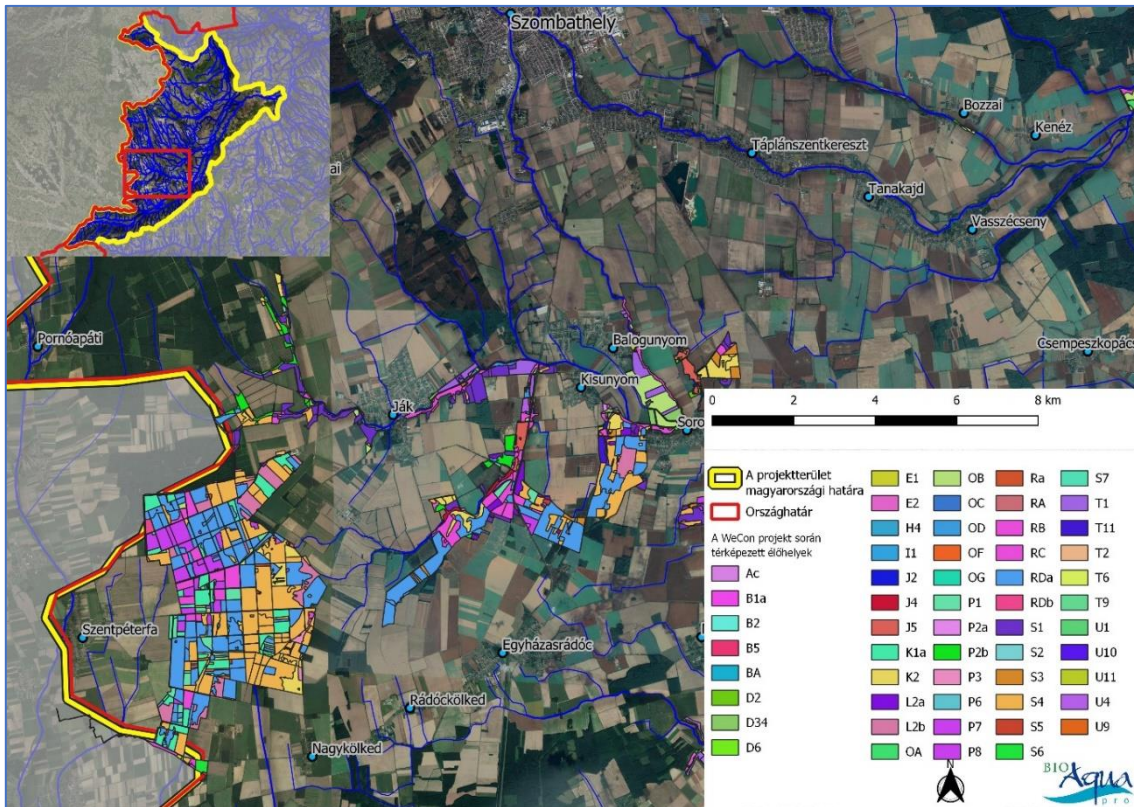 Szombathely
Bozzai
Kenéz
Táplánszentkereszt
Tanakajd
Vasszécseny
ai
Pornóapáti
Balogunyom
Csempeszkopács
Kisunyom
Ják
Soro
Szentpéterfa
Egyházasrádóc
Rádóckölked
Nagykölked
0 2 4 6 8 km
A projektterület
magyarországi határa
Országhatár
A WeCon projekt során
térképezett élőhelyek
Ac
B1a
B2
B5
BA
D2
D34
D6
E1
E2
H4
I1
J2
J4
J5
K1a
K2
L2a
L2b
OA
OB
OC
OD
OF
OG
P1
P2a
P2b
P3
P6
P7
P8
Ra
RA
RB
RC
RDa
RDb
S1
S2
S3
S4
S5
S6
S7
T1
T11
T2
T6
T9
U1
U10
U11
U4
U9
N
BIO
Aqua
pro